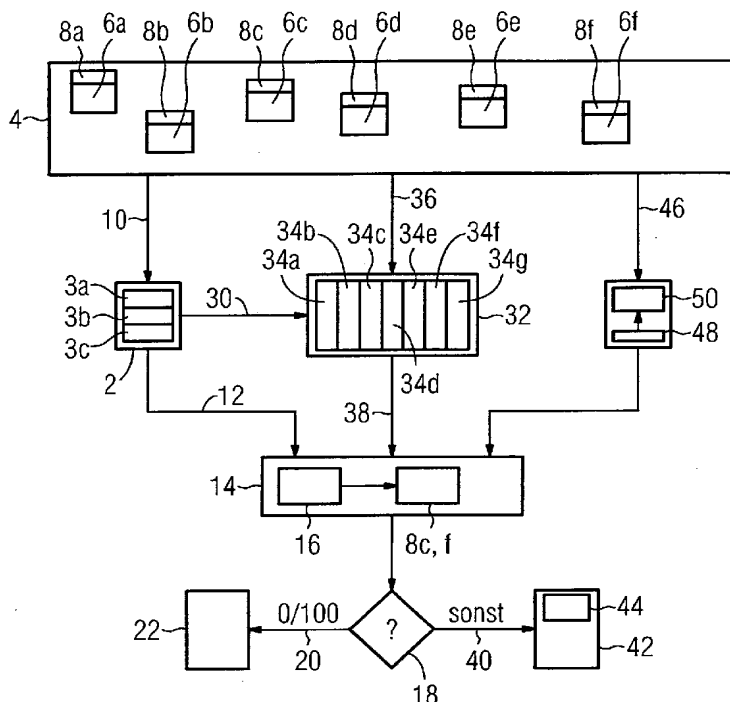 8a 6a 8b 6b 8c 6c 8d 6d 8e 6e 8f 6f
4
10 36 46
34b 34c 34e 34f
34a 34g
3a 30 50
3b 32
3c 48
2 34d
12 38
14
16 8c, f
0/100 ? sonst 44
22 20 40 42
18